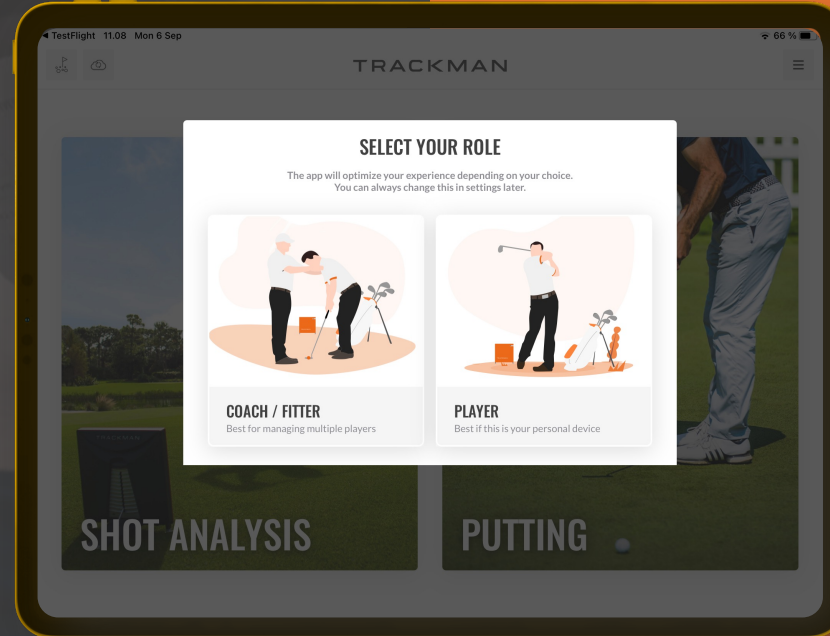 ◀ TestFlight 11.08 Mon 6 Sep 66 %
TRACKMAN
SELECT YOUR ROLE
The app will optimize your experience depending on your choice.
You can always change this in settings later.
COACH / FITTER
Best for managing multiple players
PLAYER
Best if this is your personal device
TRACKMAN
SHOT ANALYSIS
PUTTING